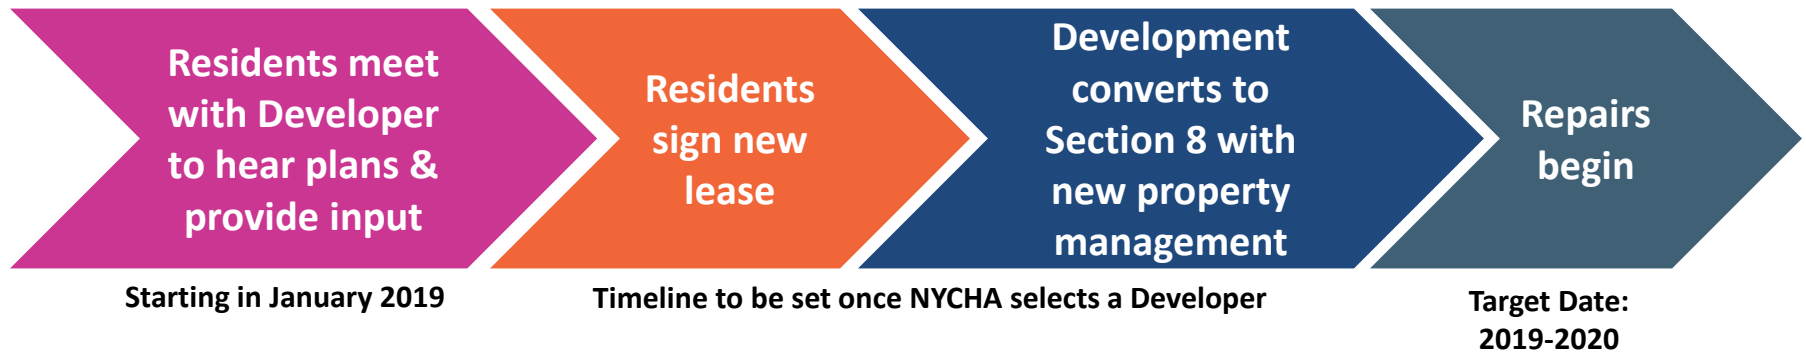 Residents meet
with Developer
to hear plans &
provide input
Residents
sign new
lease
Development
converts to
Section 8 with
new property
management
Repairs
begin
Starting in January 2019
Timeline to be set once NYCHA selects a Developer
Target Date:
2019-2020